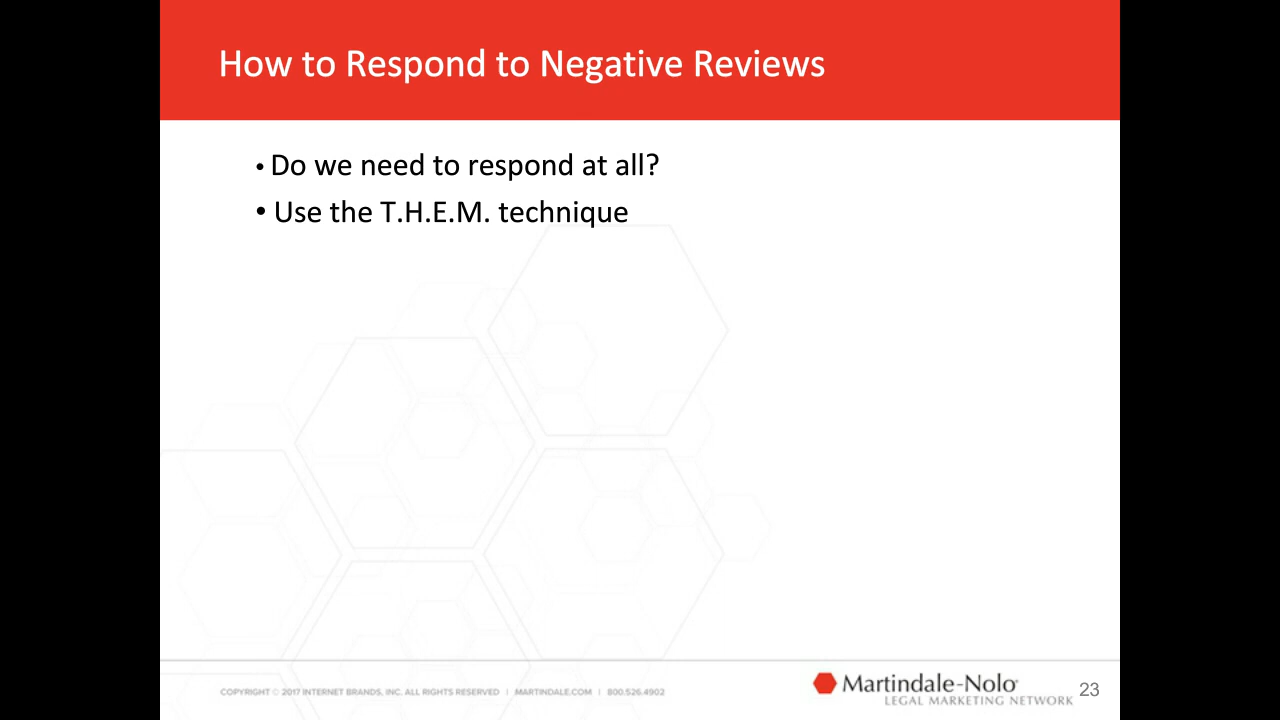 How to Respond to Negative Reviews
• Do we need to respond at all?
• Use the T.H.E.M. technique
COPYRIGHT © 2017 INTERNET BRANDS, INC. ALL RIGHTS RESERVED | MARTINDALE.COM | 800.526.4902
Martindale-Nolo®
LEGAL MARKETING NETWORK
23